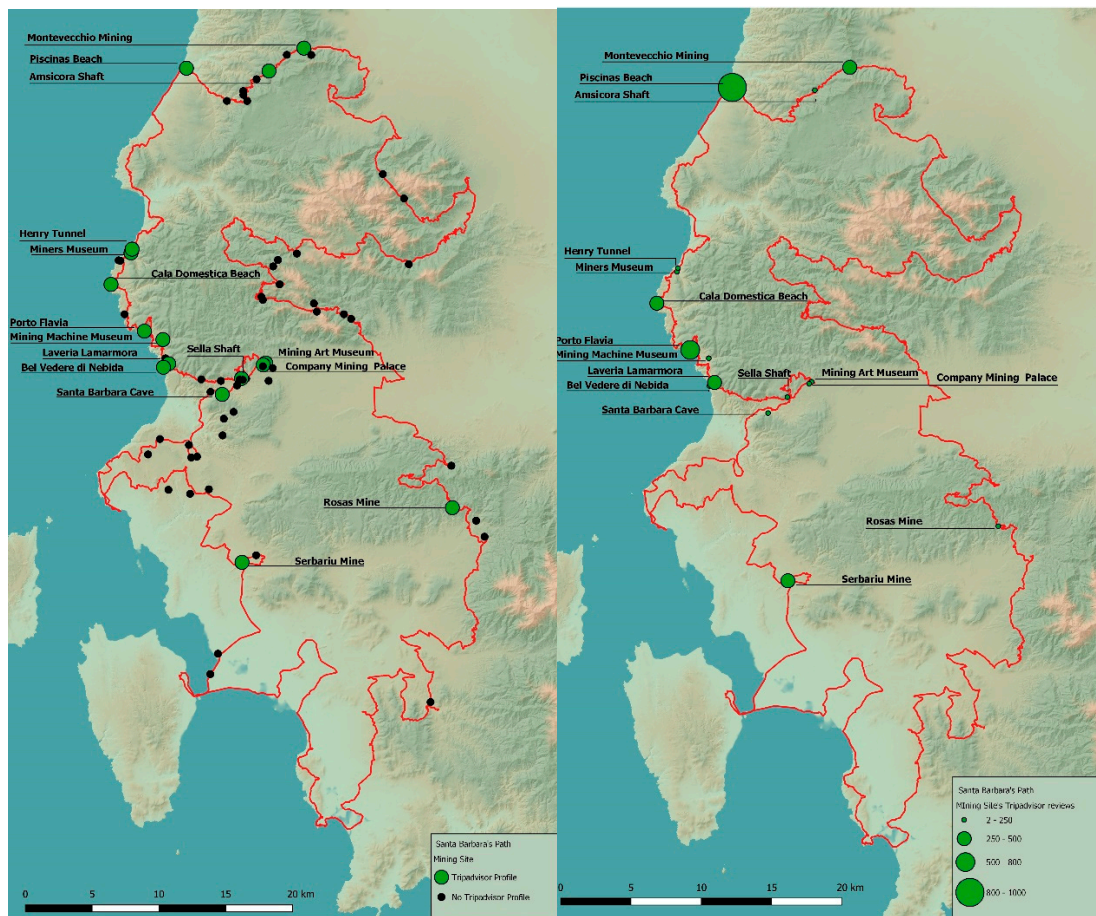 Montevecchio Mining
Piscinas Beach
Amsicora Shaft
Henry Tunnel
Miners Museum
Cala Domestica Beach
Porto Flavia
Mining Machine Museum
Sella Shaft
Mining Art Museum
Laveria Lamarmora
Company Mining Palace
Bel Vedere di Nebida
Santa Barbara Cave
Rosas Mine
Serbariu Mine
Santa Barbara's Path
Mining Site
Tripadvisor Profile
No Tripadvisor Profile
0 5 10 15 20 km
Montevecchio Mining
Piscinas Beach
Amsicora Shaft
Henry Tunnel
Miners Museum
Cala Domestica Beach
Porto Flavia
Mining Machine Museum
Sella Shaft
Mining Art Museum
Company Mining Palace
Laveria Lamarmora
Bel Vedere di Nebida
Santa Barbara Cave
Rosas Mine
Serbariu Mine
Santa Barbara's Path
MIning Site's Tripadvisor reviews
2 - 250
250 - 500
500 - 800
800 - 1000
0 5 10 15 20 km